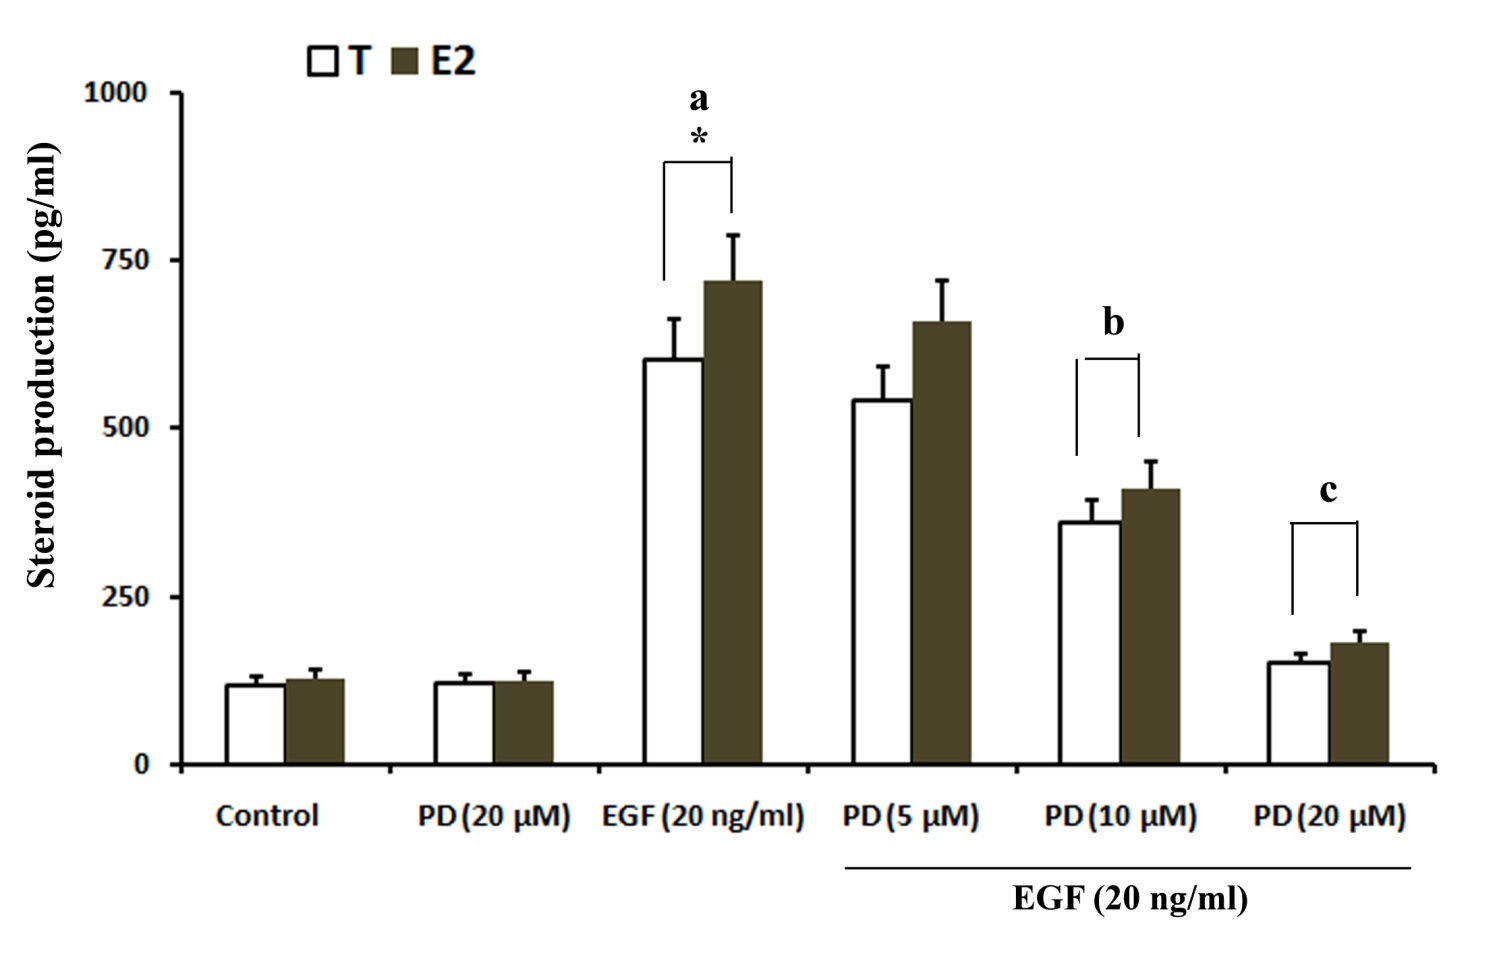 T E2
Steroid production (pg/ml)
1000
750
500
250
0
a
*
b
c
Control PD (20 µM) EGF (20 ng/ml) PD (5 µM) PD (10 µM) PD (20 µM)
EGF (20 ng/ml)